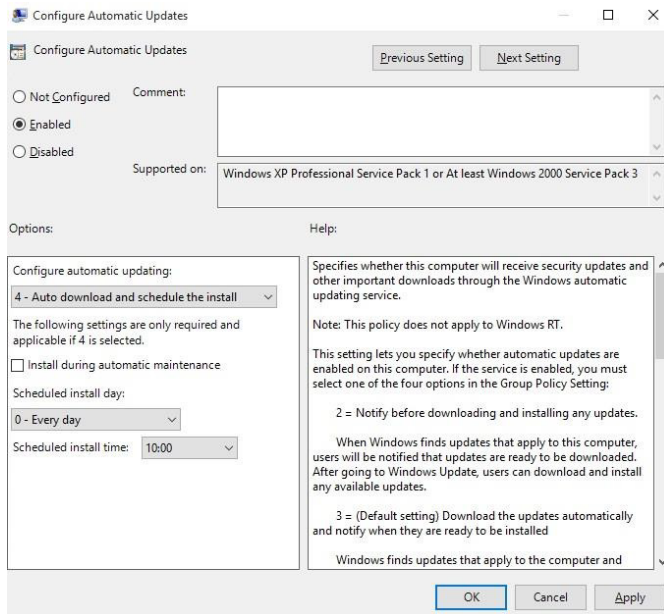 Configure Automatic Updates
Configure Automatic Updates
Previous Setting
Next Setting
Not Configured
Enabled
Disabled
Comment:
Supported on:
Windows XP Professional Service Pack 1 or At least Windows 2000 Service Pack 3
Options:
Help:
Configure automatic updating:
4 - Auto download and schedule the install
The following settings are only required and
applicable if 4 is selected.
Install during automatic maintenance
Scheduled install day:
0 - Every day
Scheduled install time:
10:00
Specifies whether this computer will receive security updates and
other important downloads through the Windows automatic
updating service.
Note: This policy does not apply to Windows RT.
This setting lets you specify whether automatic updates are
enabled on this computer. If the service is enabled, you must
select one of the four options in the Group Policy Setting:
2 = Notify before downloading and installing any updates.
When Windows finds updates that apply to this computer,
users will be notified that updates are ready to be downloaded.
After going to Windows Update, users can download and install
any available updates.
3 = (Default setting) Download the updates automatically
and notify when they are ready to be installed
Windows finds updates that apply to the computer and
OK
Cancel
Apply